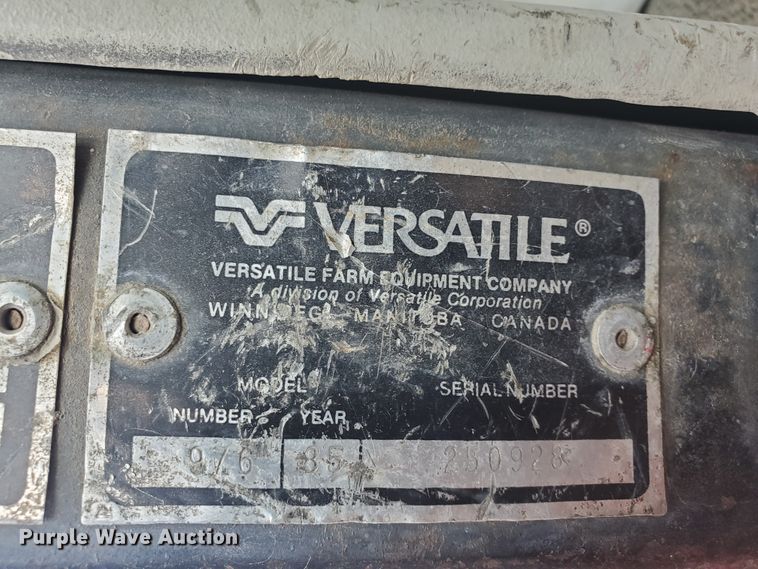 VERSATILE®
VERSATILE FARM EQUIPMENT COMPANY
A division of Versatile Corporation
WINNIPEG MANITOBA CANADA
MODEL SERIAL NUMBER
NUMBER YEAR
976 85 280928
Purple Wave Auction